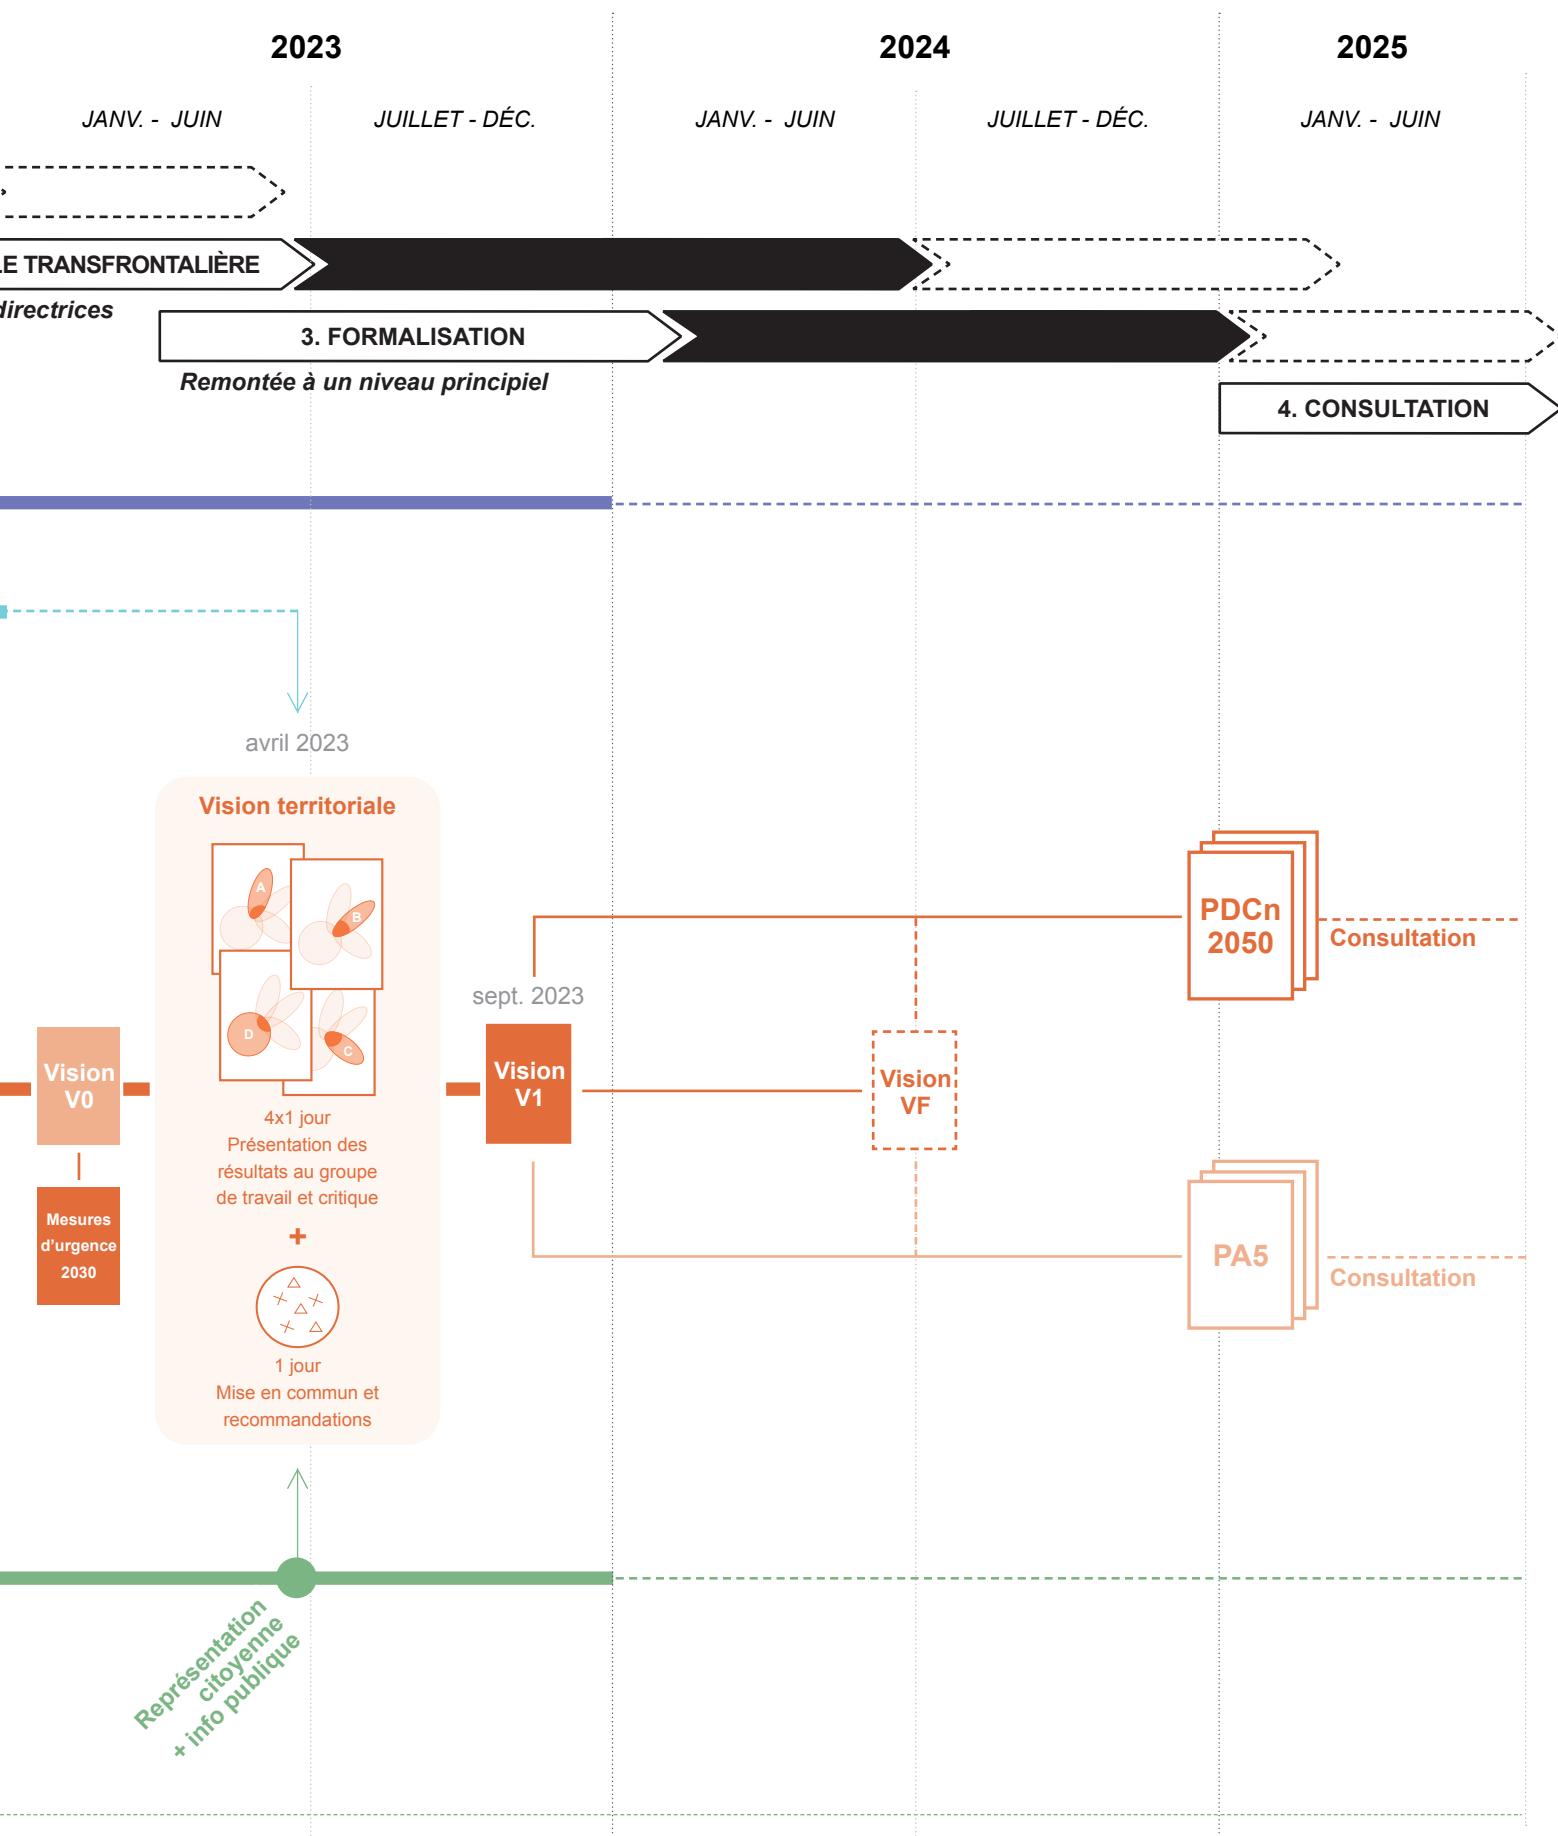 2023
2024
2025
JANV. - JUIN
JUILLET - DÉC.
JANV. - JUIN
JUILLET - DÉC.
JANV. - JUIN
LE TRANSFRONTALIÈRE
directrices
3. FORMALISATION
Remontée à un niveau principiel
4. CONSULTATION
avril 2023
Vision territoriale
A
B
D
C
4x1 jour
Présentation des
résultats au groupe
de travail et critique
+
1 jour
Mise en commun et
recommandations
Vision
V0
Mesures
d'urgence
2030
sept. 2023
Vision
V1
Vision
VF
PDCn
2050
Consultation
PA5
Consultation
Représentation
citoyenne
+ info publique